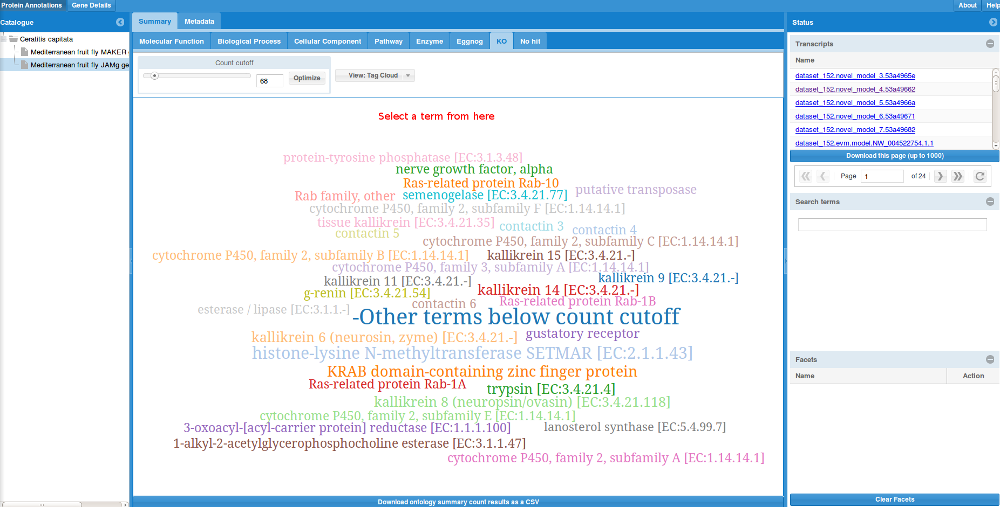 Protein Annotations Gene Details About Help
Catalogue
Ceratitis capitata
Mediterranean fruit fly MAKER
Mediterranean fruit fly JAMg ge
Summary Metadata
Molecular Function Biological Process Cellular Component Pathway Enzyme Eggnog KO No hit
Count cutoff
68 Optimize View: Tag Cloud
Select a term from here
protein-tyrosine phosphatase [EC:3.1.3.48]
nerve growth factor, alpha
Ras-related protein Rab-10
Rab family, other semenogelase [EC:3.4.21.77] putative transposase
cytochrome P450, family 2, subfamily F [EC:1.14.14.1]
tissue kallikrein [EC:3.4.21.35] contactin 3 contactin 4
contactin 5
cytochrome P450, family 2, subfamily C [EC:1.14.14.1]
cytochrome P450, family 2, subfamily B [EC:1.14.14.1] kallikrein 15 [EC:3.4.21.-]
cytochrome P450, family 3, subfamily A [EC:1.14.14.1]
kallikrein 11 [EC:3.4.21.-] kallikrein 9 [EC:3.4.21.-]
g-renin [EC:3.4.21.54] kallikrein 14 [EC:3.4.21.-]
contactin 6 Ras-related protein Rab-1B
esterase / lipase [EC:3.1.1.-]
-Other terms below count cutoff
kallikrein 6 (neurosin, zyme) [EC:3.4.21.-] gustatory receptor
histone-lysine N-methyltransferase SETMAR [EC:2.1.1.43]
KRAB domain-containing zinc finger protein
Ras-related protein Rab-1A trypsin [EC:3.4.21.4]
kallikrein 8 (neuropsin/ovasin) [EC:3.4.21.118]
cytochrome P450, family 2, subfamily E [EC:1.14.14.1]
3-oxoacyl-[acyl-carrier protein] reductase [EC:1.1.1.100] lanosterol synthase [EC:5.4.99.7]
1-alkyl-2-acetylglycerophosphocholine esterase [EC:3.1.1.47]
cytochrome P450, family 2, subfamily A [EC:1.14.14.1]
Download ontology summary count results as a CSV
Status
Transcripts
Name
dataset_152.novel_model_3.53a4965e
dataset_152.novel_model_4.53a49662
dataset_152.novel_model_5.53a4966a
dataset_152.novel_model_6.53a49671
dataset_152.novel_model_7.53a49682
dataset_152.evm.model.NW_004522754.1.1
Download this page (up to 1000)
Page 1 of 24
Search terms
Facets
Name Action
Clear Facets